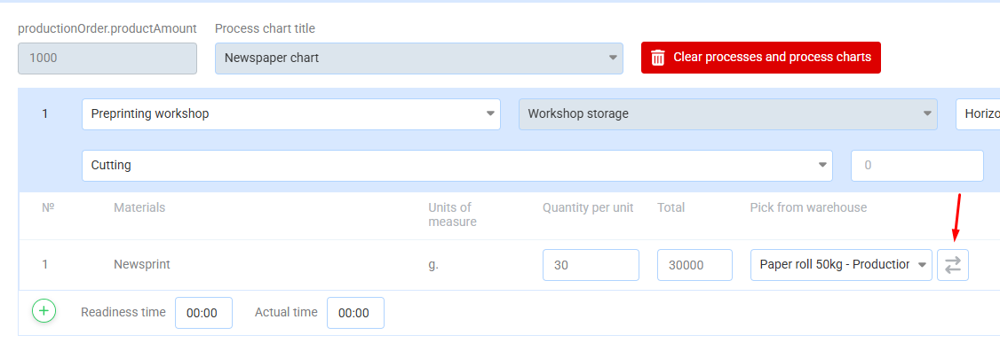 productionOrder.productAmount Process chart title
1000 Newspaper chart Clear processes and process charts
1 Preprinting workshop Workshop storage Horizo
Cutting 0
№ Materials Units of measure Quantity per unit Total Pick from warehouse
1 Newsprint g. 30 30000 Paper roll 50kg - Production
Readiness time 00:00 Actual time 00:00